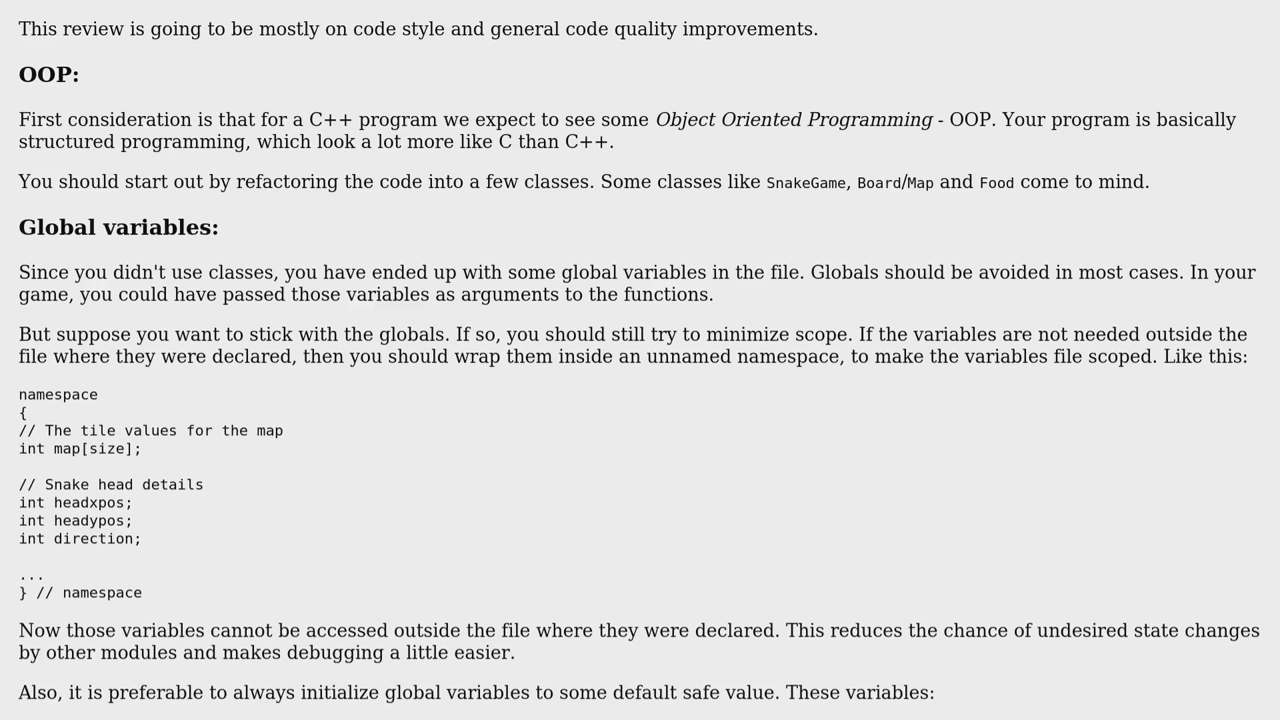 This review is going to be mostly on code style and general code quality improvements.
OOP:
First consideration is that for a C++ program we expect to see some Object Oriented Programming - OOP. Your program is basically
structured programming, which look a lot more like C than C++.
You should start out by refactoring the code into a few classes. Some classes like SnakeGame, Board/Map and Food come to mind.
Global variables:
Since you didn't use classes, you have ended up with some global variables in the file. Globals should be avoided in most cases. In your
game, you could have passed those variables as arguments to the functions.
But suppose you want to stick with the globals. If so, you should still try to minimize scope. If the variables are not needed outside the
file where they were declared, then you should wrap them inside an unnamed namespace, to make the variables file scoped. Like this:
namespace
{
// The tile values for the map
int map[size];
// Snake head details
int headxpos;
int headypos;
int direction;
...
} // namespace
Now those variables cannot be accessed outside the file where they were declared. This reduces the chance of undesired state changes
by other modules and makes debugging a little easier.
Also, it is preferable to always initialize global variables to some default safe value. These variables: